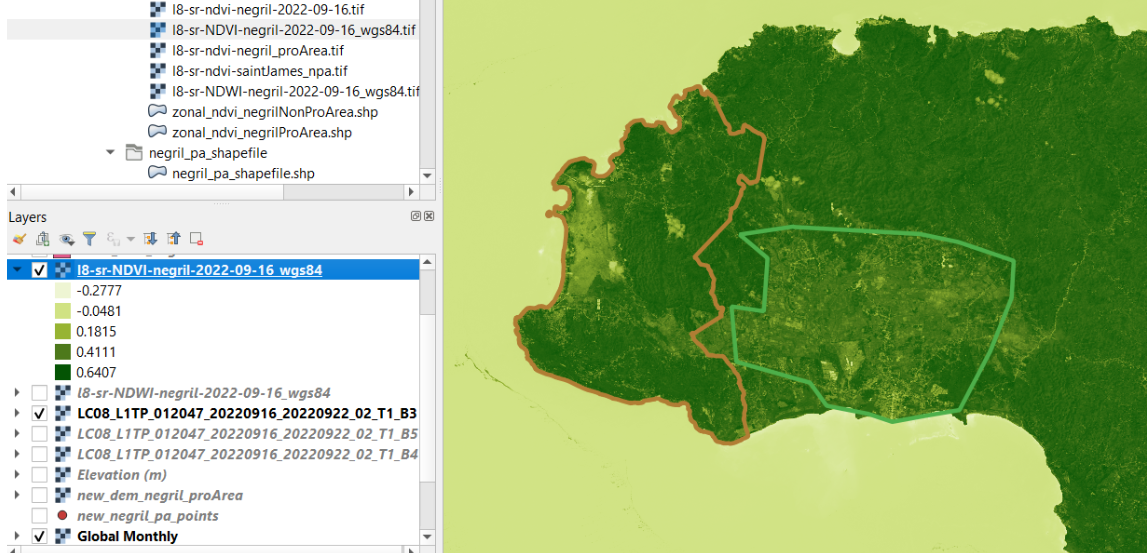 l8-sr-ndvi-negril-2022-09-16.tif
l8-sr-NDVI-negril-2022-09-16_wgs84.tif
l8-sr-ndvi-negril_proArea.tif
l8-sr-ndvi-saintJames_npa.tif
l8-sr-NDWI-negril-2022-09-16_wgs84.tif
zonal_ndvi_negrilNonProArea.shp
zonal_ndvi_negrilProArea.shp
negril_pa_shapefile
negril_pa_shapefile.shp
Layers
l8-sr-NDVI-negril-2022-09-16_wgs84
-0.2777
-0.0481
0.1815
0.4111
0.6407
l8-sr-NDWI-negril-2022-09-16_wgs84
LC08_L1TP_012047_20220916_20220922_02_T1_B3
LC08_L1TP_012047_20220916_20220922_02_T1_B5
LC08_L1TP_012047_20220916_20220922_02_T1_B4
Elevation (m)
new_dem_negril_proArea
new_negril_pa_points
Global Monthly